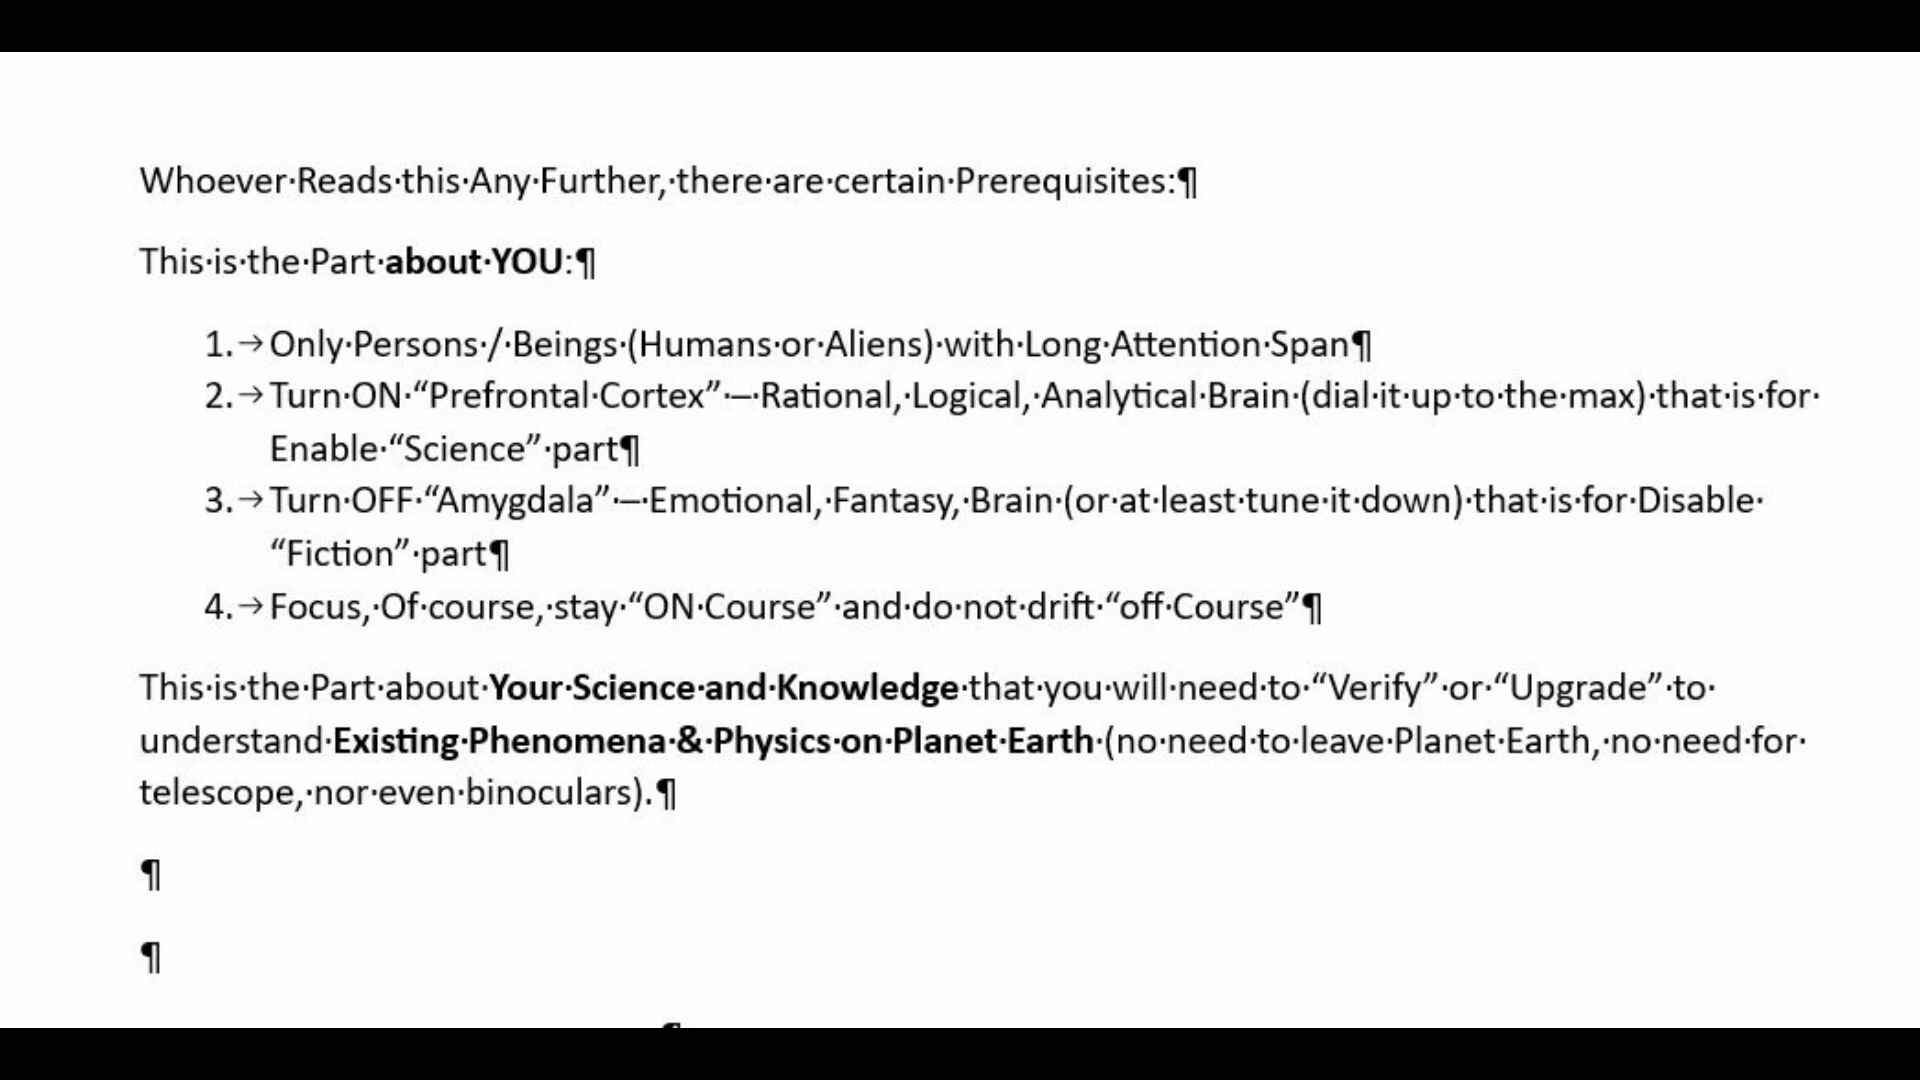 Whoever·Reads·this·Any·Further,·there·are·certain·Prerequisites:¶
This·is·the·Part·about·YOU:¶
1.→Only·Persons·/·Beings·(Humans·or·Aliens)·with·Long·Attention·Span¶
2.→Turn·ON·“Prefrontal·Cortex”·–·Rational,·Logical,·Analytical·Brain·(dial·it·up·to·the·max)·that·is·for·
Enable·“Science”·part¶
3.→Turn·OFF·“Amygdala”·–·Emotional,·Fantasy,·Brain·(or·at·least·tune·it·down)·that·is·for·Disable·
“Fiction”·part¶
4.→Focus,·Of·course,·stay·“ON·Course”·and·do·not·drift·“off·Course”¶
This·is·the·Part·about·Your·Science·and·Knowledge·that·you·will·need·to·“Verify”·or·“Upgrade”·to·
understand·Existing·Phenomena·&·Physics·on·Planet·Earth·(no·need·to·leave·Planet·Earth,·no·need·for·
telescope,·nor·even·binoculars).¶
¶
¶